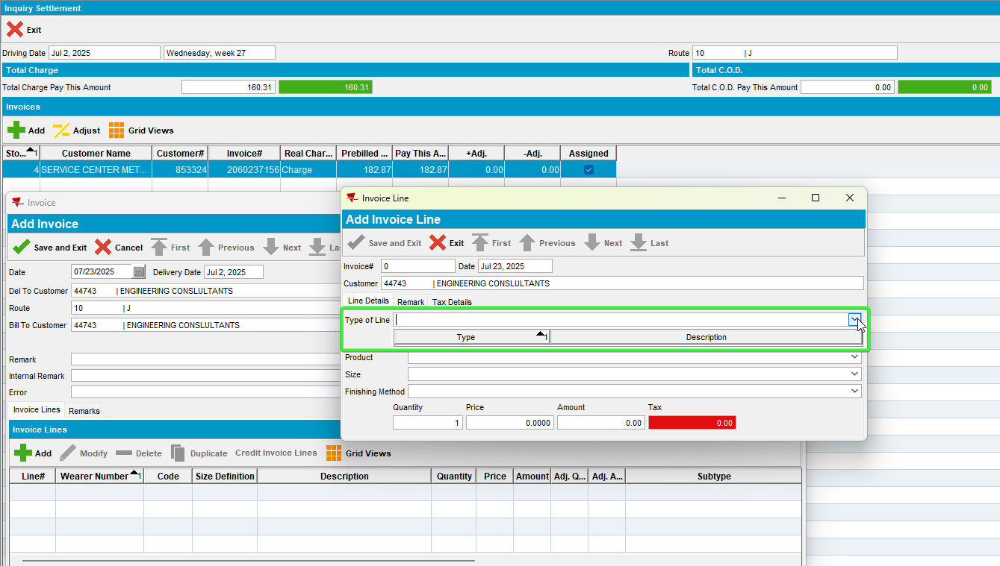 Inquiry Settlement
Exit
Driving Date Jul 2, 2025 Wednesday, week 27 Route 10 | J
Total Charge Total C.O.D.
Total Charge Pay This Amount 160.31 160.31 Total C.O.D. Pay This Amount 0.00 0.00
Invoices
Add Adjust Grid Views
Sto... 1 Customer Name Customer# Invoice# Real Char... Prebilled ... Pay This A... +Adj. -Adj. Assigned
4 SERVICE CENTER MET... 853324 2060237156 Charge 182.87 182.87 0.00 0.00
Invoice
Add Invoice
Save and Exit Cancel First Previous Next
Date 07/23/2025 16 Delivery Date Jul 2, 2025
Del To Customer 44743 | ENGINEERING CONSLULTANTS
Route 10 | J
Bill To Customer 44743 | ENGINEERING CONSLULTANTS
Remark
Internal Remark
Error
Invoice Lines Remarks
Invoice Lines
Add Modify Delete Duplicate Credit Invoice Lines Grid Views
Line# Wearer Number 1 Code Size Definition Description Quantity Price Amount Adj. Q... Adj. A... Subtype
Invoice Line
Add Invoice Line
Save and Exit Exit First Previous Next Last
Invoice# 0 Date Jul 23, 2025
Customer 44743 | ENGINEERING CONSLULTANTS
Line Details Remark Tax Details
Type of Line
Type 1 Description
Product
Size
Finishing Method
Quantity Price Amount Tax
1 0.0000 0.00 0.00